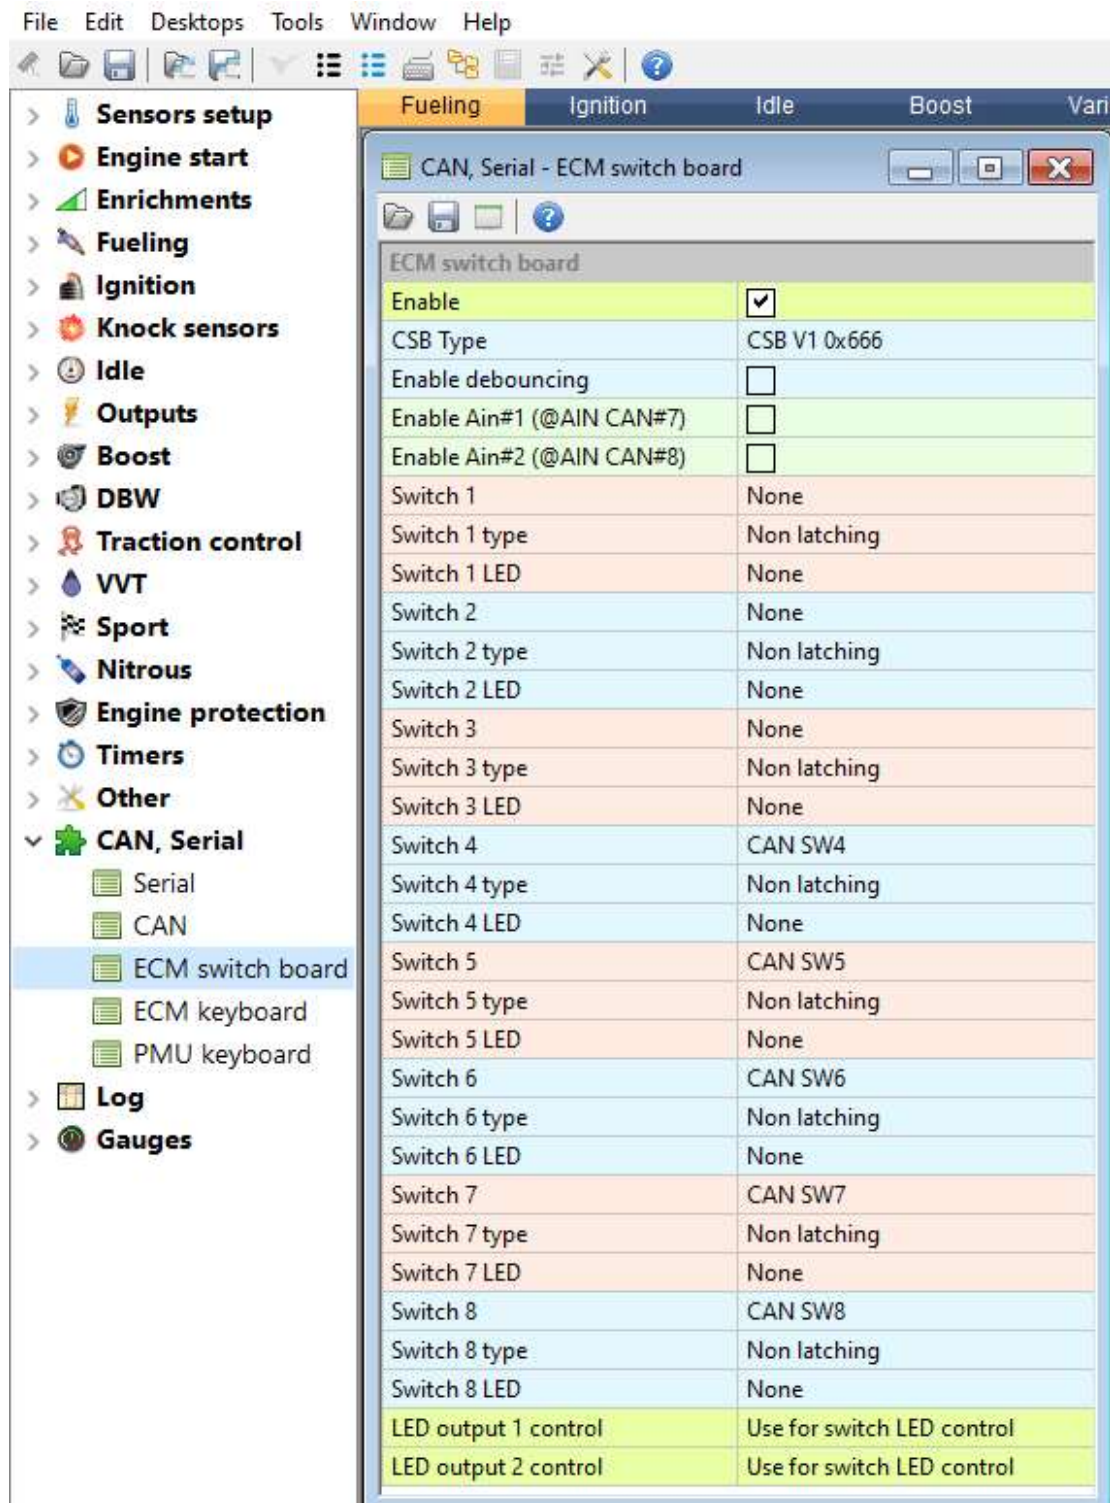 File Edit Desktops Tools Window Help
Sensors setup
Engine start
Enrichments
Fueling
Ignition
Knock sensors
Idle
Outputs
Boost
DBW
Traction control
VVT
Sport
Nitrous
Engine protection
Timers
Other
CAN, Serial
Serial
CAN
ECM switch board
ECM keyboard
PMU keyboard
Log
Gauges
Fueling Ignition Idle Boost Vari
CAN, Serial - ECM switch board
ECM switch board
Enable
CSB Type CSB V1 0x666
Enable debouncing
Enable Ain#1 (@AIN CAN#7)
Enable Ain#2 (@AIN CAN#8)
Switch 1 None
Switch 1 type Non latching
Switch 1 LED None
Switch 2 None
Switch 2 type Non latching
Switch 2 LED None
Switch 3 None
Switch 3 type Non latching
Switch 3 LED None
Switch 4 CAN SW4
Switch 4 type Non latching
Switch 4 LED None
Switch 5 CAN SW5
Switch 5 type Non latching
Switch 5 LED None
Switch 6 CAN SW6
Switch 6 type Non latching
Switch 6 LED None
Switch 7 CAN SW7
Switch 7 type Non latching
Switch 7 LED None
Switch 8 CAN SW8
Switch 8 type Non latching
Switch 8 LED None
LED output 1 control Use for switch LED control
LED output 2 control Use for switch LED control